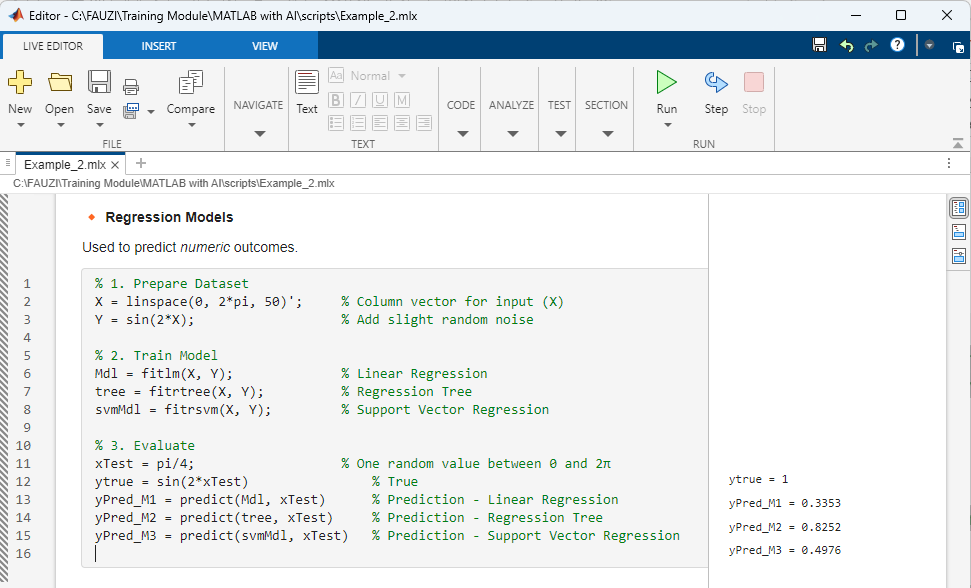 Editor - C:\FAUZI\Training Module\MATLAB with AI\scripts\Example_2.mlx
LIVE EDITOR INSERT VIEW
New Open Save Compare NAVIGATE Text Aa Normal B I U M CODE ANALYZE TEST SECTION Run Step Stop
FILE TEXT RUN
Example_2.mlx
C:\FAUZI\Training Module\MATLAB with AI\scripts\Example_2.mlx
Regression Models
Used to predict numeric outcomes.
1 % 1. Prepare Dataset
2 X = linspace(0, 2*pi, 50)'; % Column vector for input (X)
3 Y = sin(2*X); % Add slight random noise
4
5 % 2. Train Model
6 Mdl = fitlm(X, Y); % Linear Regression
7 tree = fitrtree(X, Y); % Regression Tree
8 svmMdl = fitrsvm(X, Y); % Support Vector Regression
9
10 % 3. Evaluate
11 xTest = pi/4; % One random value between 0 and 2π
12 ytrue = sin(2*xTest) % True
13 yPred_M1 = predict(Mdl, xTest) % Prediction - Linear Regression
14 yPred_M2 = predict(tree, xTest) % Prediction - Regression Tree
15 yPred_M3 = predict(svmMdl, xTest) % Prediction - Support Vector Regression
16
ytrue = 1
yPred_M1 = 0.3353
yPred_M2 = 0.8252
yPred_M3 = 0.4976